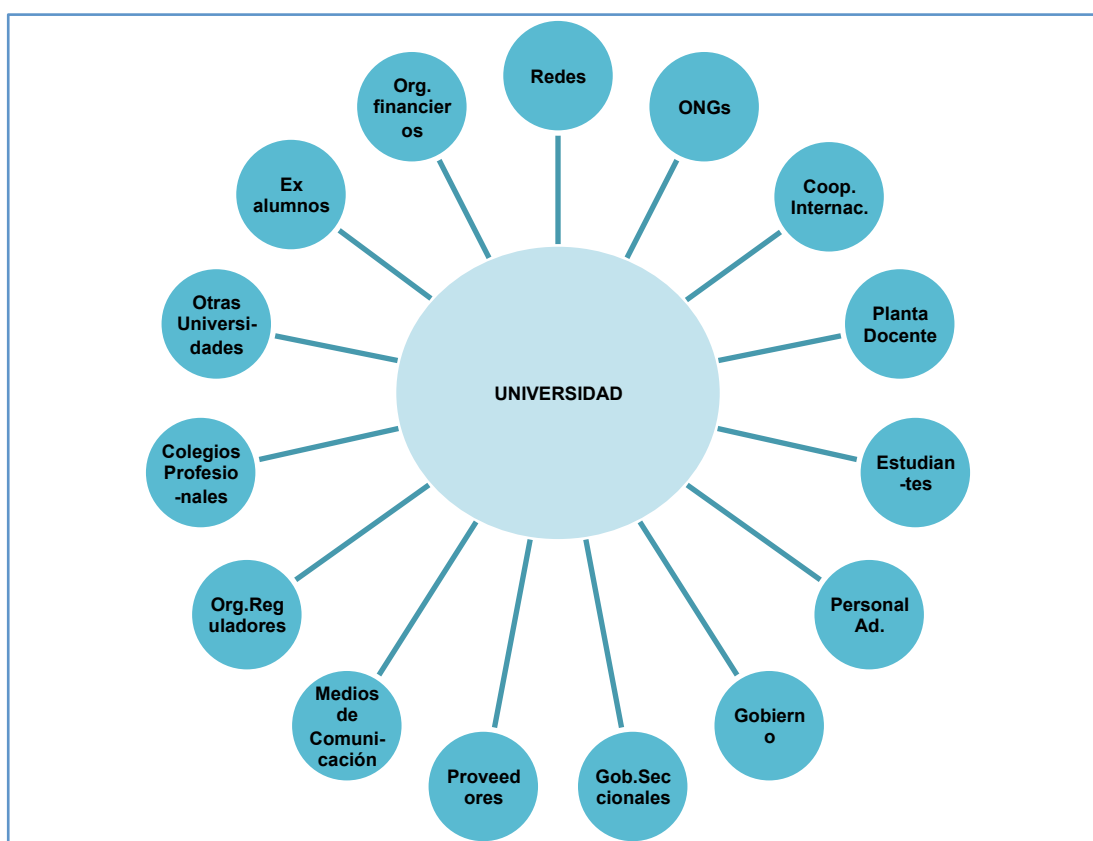 Redes
ONGs
Coop.
Internac.
Planta
Docente
Estudian
-tes
Personal
Ad.
Gobiern
o
Gob.Sec
cionales
Proveed
ores
Medios
de
Comuni-
cación
Org.Reg
uladores
Colegios
Profesio
-nales
Otras
Universi-
dades
Ex
alumnos
Org.
financier
os
UNIVERSIDAD